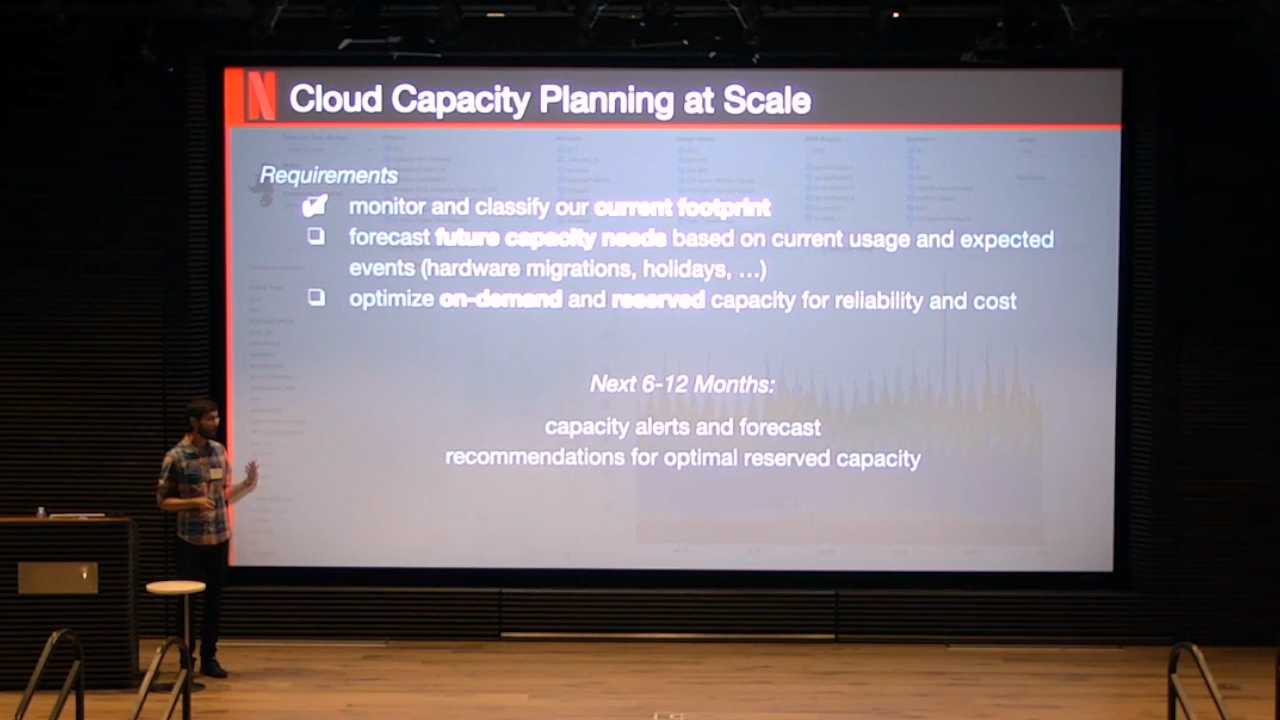 N Cloud Capacity Planning at Scale
Requirements
monitor and classify our current footprint
forecast future capacity needs based on current usage and expected
events (hardware migrations, holidays, …)
optimize on-demand and reserved capacity for reliability and cost
Next 6-12 Months:
capacity alerts and forecast
recommendations for optimal reserved capacity